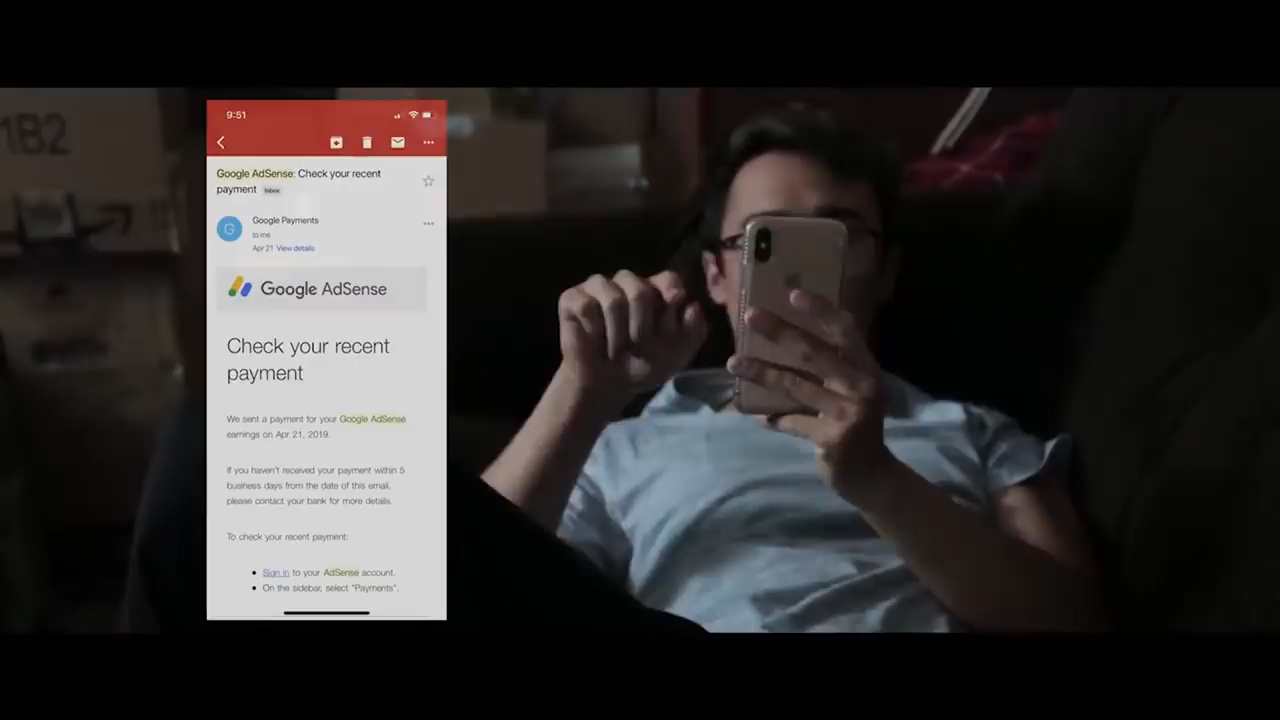 1B2
9:51
Google AdSense: Check your recent
payment Inbox
G
Google Payments
to me
Apr 21 View details
Google AdSense
Check your recent
payment
We sent a payment for your Google AdSense
earnings on Apr 21, 2019.
If you haven't received your payment within 5
business days from the date of this email,
please contact your bank for more details.
To check your recent payment:
• Sign in to your AdSense account.
• On the sidebar, select "Payments".